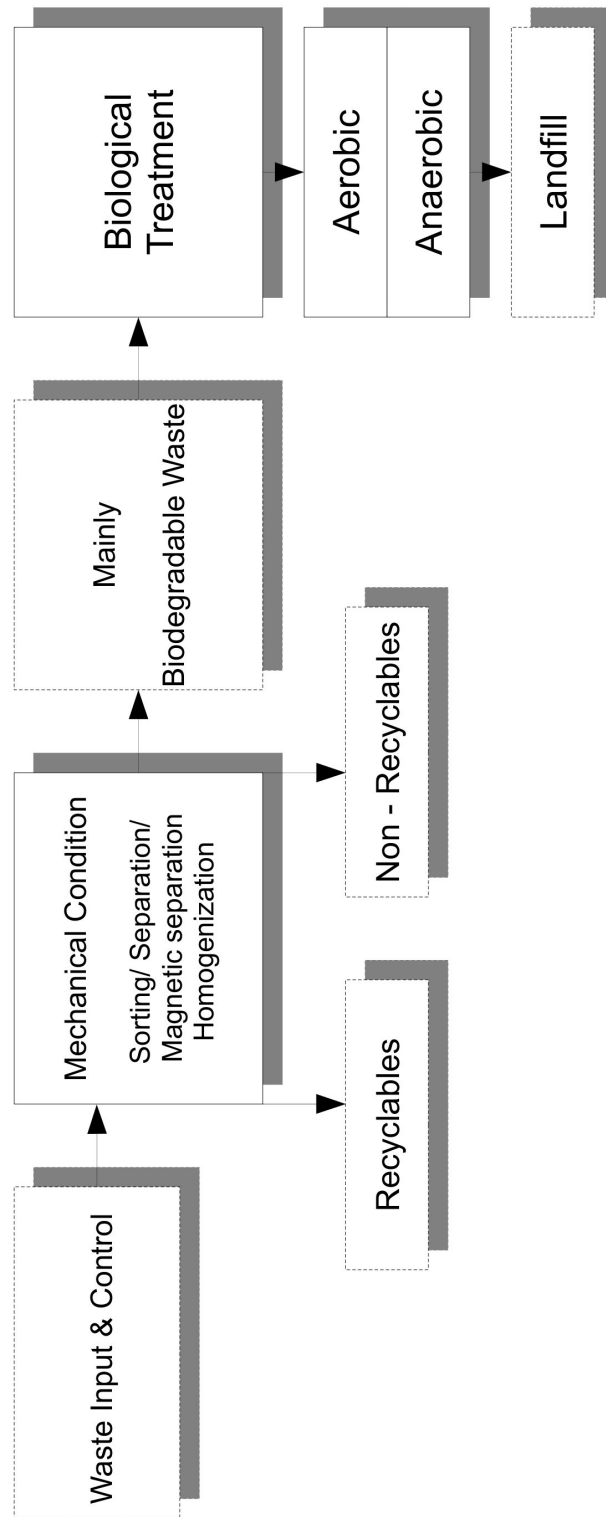 Waste Input & Control
Mechanical Condition
Sorting/ Separation/
Magnetic separation
Homogenization
Recyclables
Non - Recyclables
Mainly
Biodegradable Waste
Biological
Treatment
Aerobic
Anaerobic
Landfill